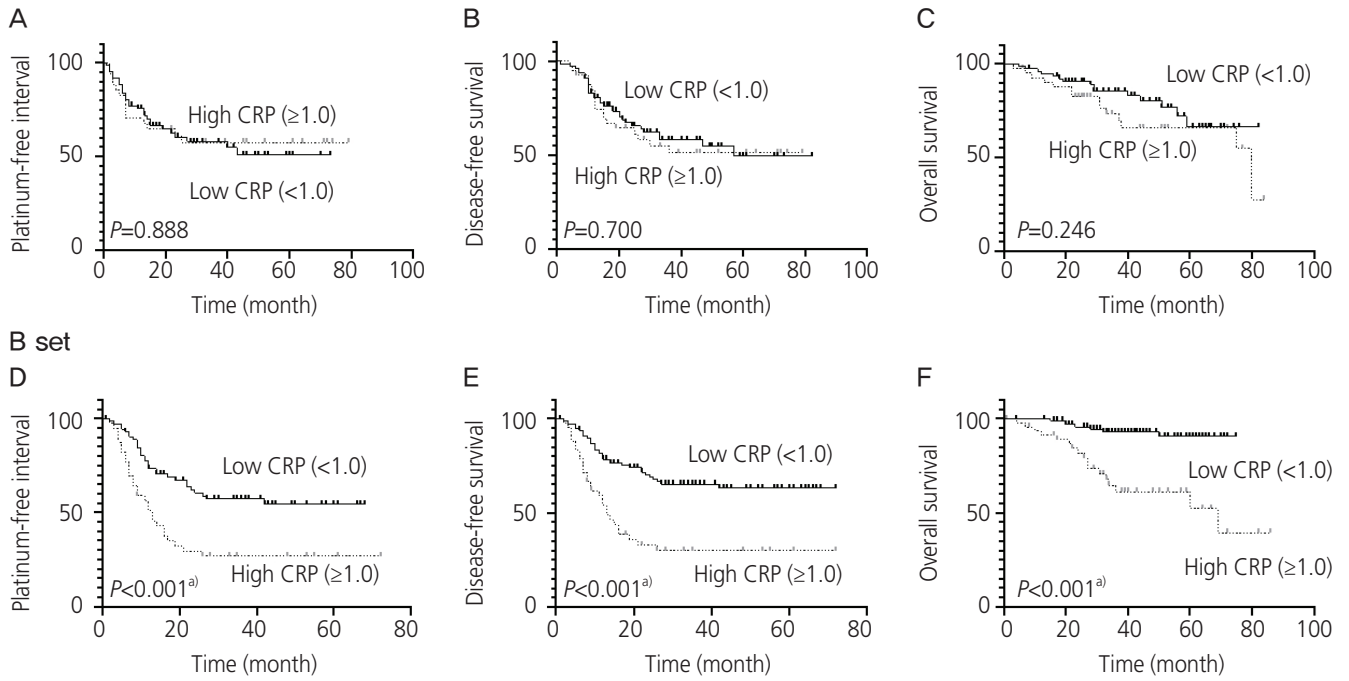 A
Platinum-free interval
100
50
0
High CRP (≥1.0)
Low CRP (<1.0)
P=0.888
0 20 40 60 80 100
Time (month)
B
Disease-free survival
100
50
0
Low CRP (<1.0)
High CRP (≥1.0)
P=0.700
0 20 40 60 80 100
Time (month)
C
Overall survival
100
50
0
Low CRP (<1.0)
High CRP (≥1.0)
P=0.246
0 20 40 60 80 100
Time (month)
B set
D
Platinum-free interval
100
50
0
Low CRP (<1.0)
High CRP (≥1.0)
P<0.001a)
0 20 40 60 80
Time (month)
E
Disease-free survival
100
50
0
Low CRP (<1.0)
High CRP (≥1.0)
P<0.001a)
0 20 40 60 80
Time (month)
F
Overall survival
100
50
0
Low CRP (<1.0)
High CRP (≥1.0)
P<0.001a)
0 20 40 60 80 100
Time (month)